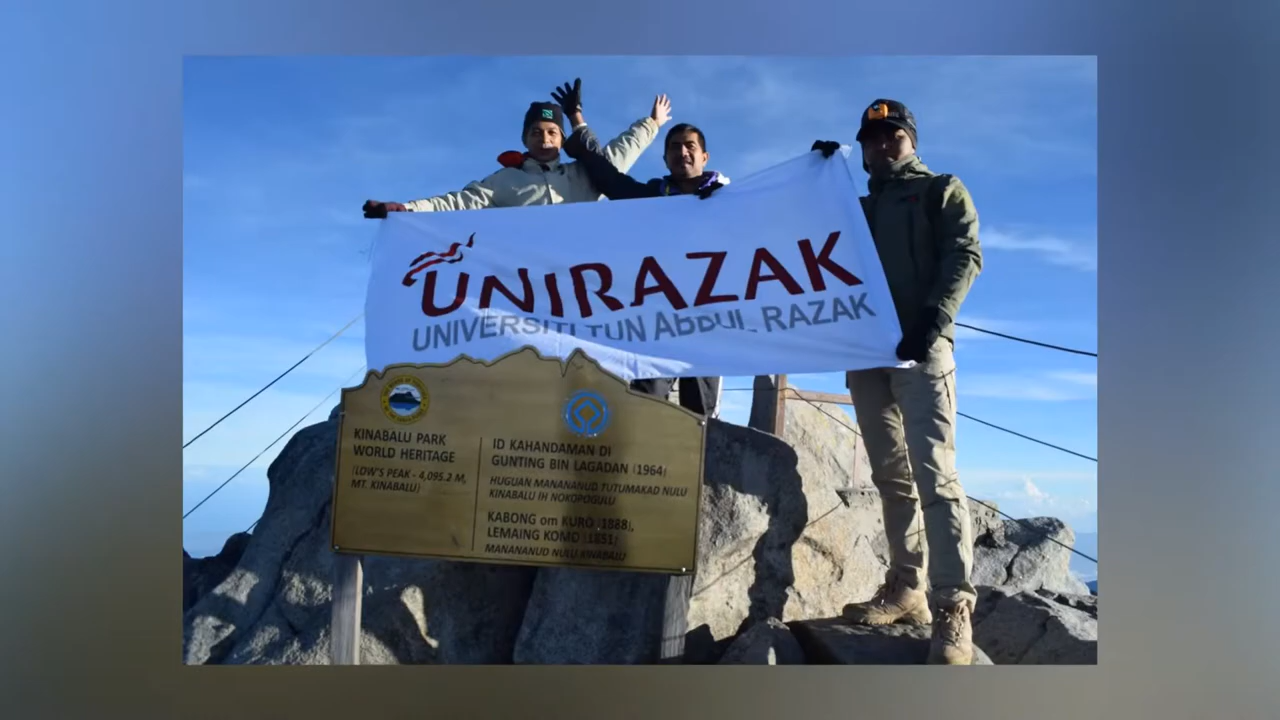 UNIRAZAK
UNIVERSITI TUN AbDUL RAZAK
KINABALU PARK
WORLD HERITAGE
(LOW'S PEAK - 4,095.2 M,
MT. KINABALU)
ID KAHANDAMAN DI
GUNTING BIN LAGADAN (1964)
HUGUAN MANANANUD TUTUMAKAD NULU
KINABALU IH NOKOPOGULU
KABONG om KURO (1888),
LEMAING KOMO (1851)
MANANANUD NULU KINABALU